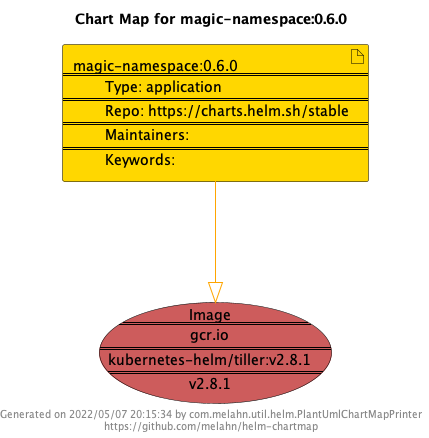 Chart Map for magic-namespace:0.6.0
magic-namespace:0.6.0
Type: application
Repo: https://charts.helm.sh/stable
Maintainers:
Keywords:
Image
gcr.io
kubernetes-helm/tiller:v2.8.1
v2.8.1
Generated on 2022/05/07 20:15:34 by com.melahn.util.helm.PlantUmlChartMapPrinter
https://github.com/melahn/helm-chartmap